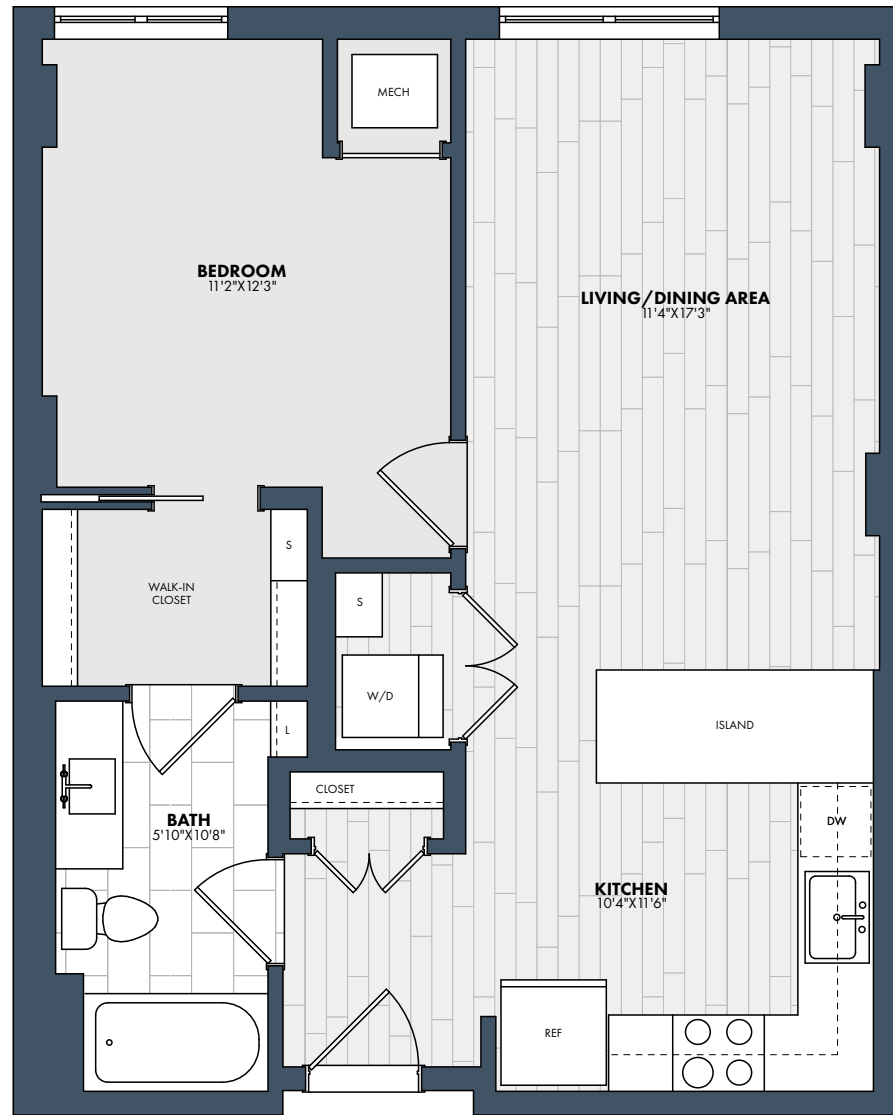 MECH
BEDROOM
11'2"X12'3"
LIVING/DINING AREA
11'4"X17'3"
S
WALK-IN
CLOSET
S
W/D
L
ISLAND
CLOSET
BATH
5'10"X10'8"
DW
KITCHEN
10'4"X11'6"
REF